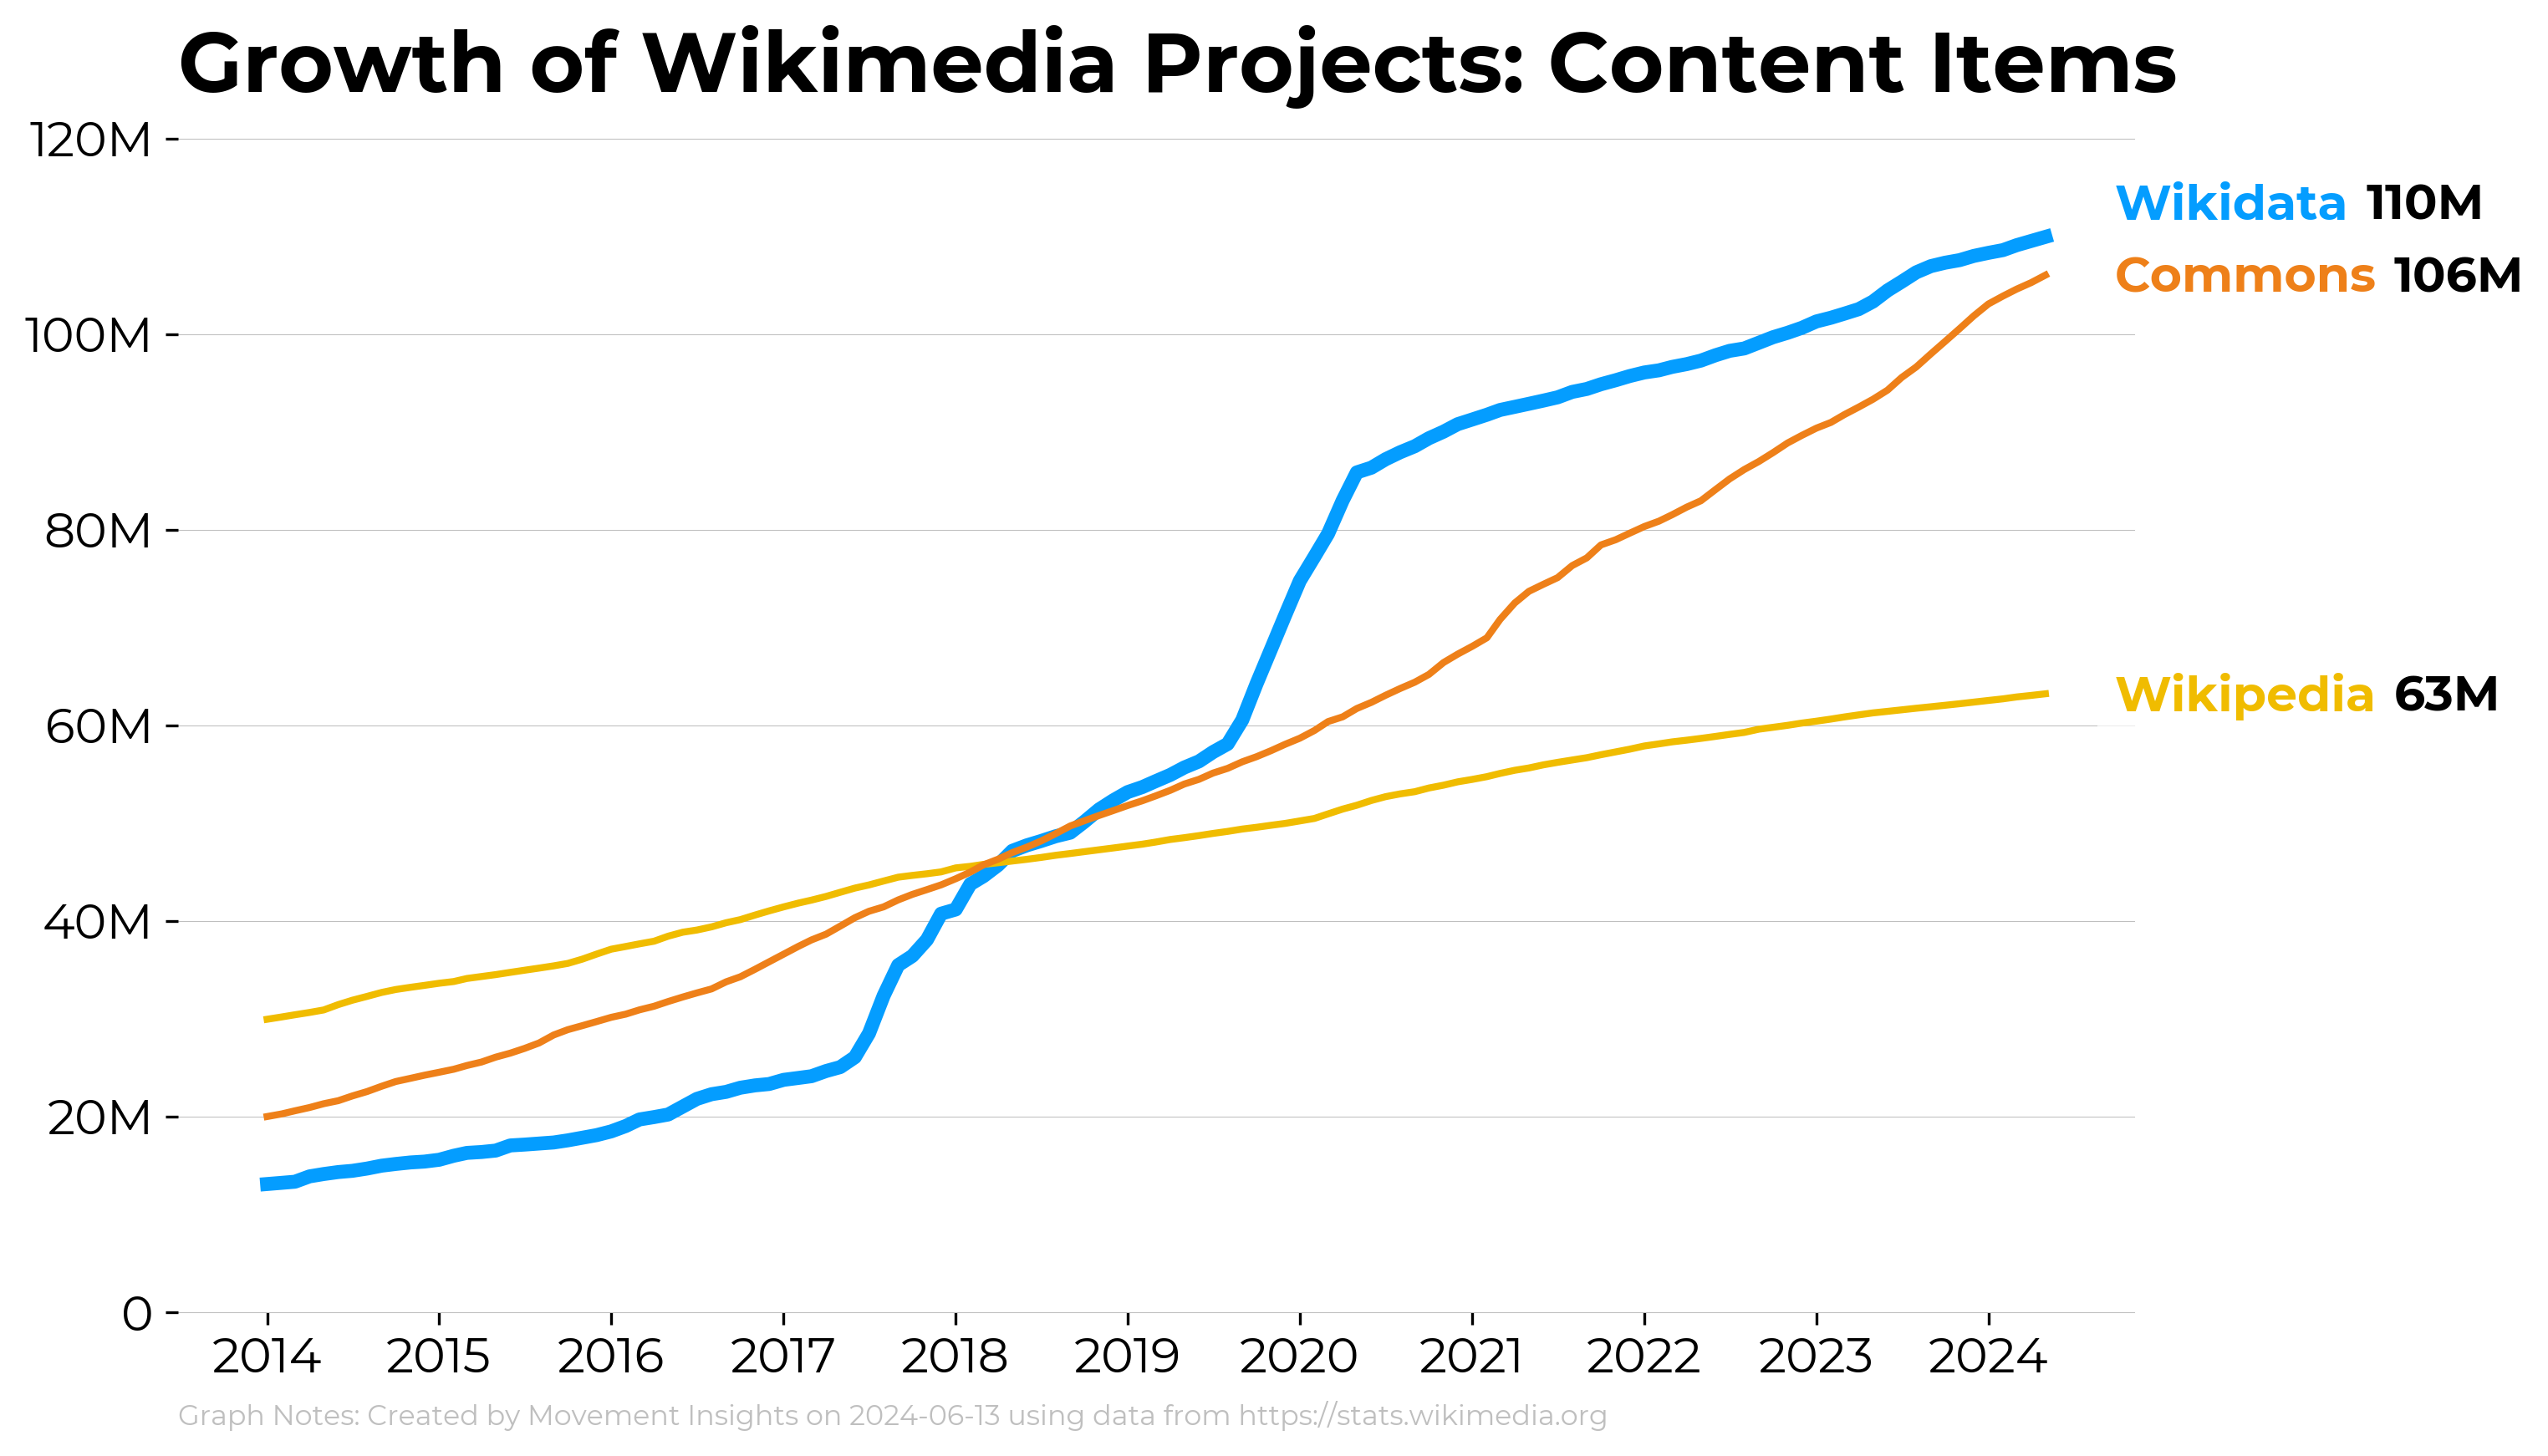 Growth of Wikimedia Projects: Content Items
120M
Wikidata 110M
Commons 106M
100M
80M
Wikipedia 63M
60M
40M
20M
0
2014 2015 2016 2017 2018 2019 2020 2021 2022 2023 2024
Graph Notes: Created by Movement Insights on 2024-06-13 using data from https://stats.wikimedia.org